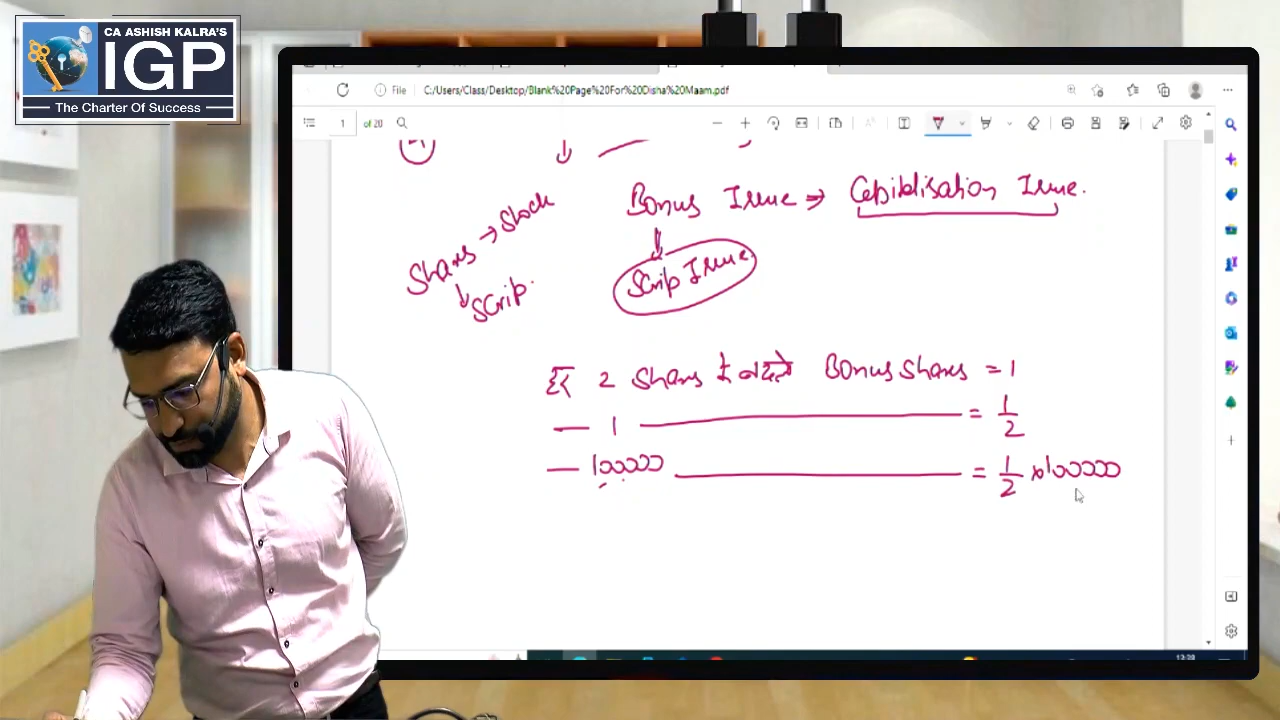 CA ASHISH KALRA'S
IGP
The Charter Of Success
File C:/Users/Class/Desktop/Blank%20Page%20For%20Disha%20Maam.pdf
1 of 20
Bonus Issue ⇒ Capitalisation Issue.
Shares → Stock
Scrip Issue
Scrip.
हर 2 Shares के बदले Bonus Shares = 1
— 1 — = 1/2
— 100000 — = 1/2 × 100000